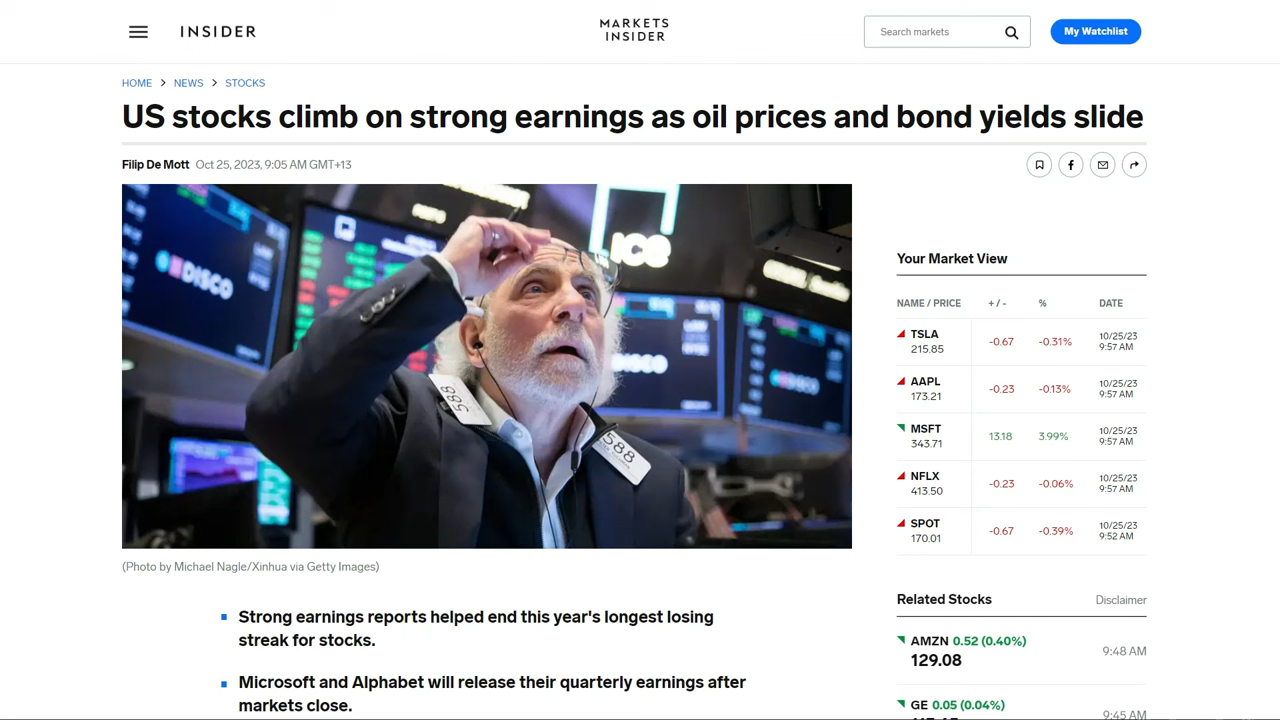 INSIDER
MARKETS
INSIDER
Search markets
My Watchlist
HOME
NEWS
STOCKS
US stocks climb on strong earnings as oil prices and bond yields slide
Filip De Mott Oct 25, 2023, 9:05 AM GMT+13
ICE
DISCO
588
588
(Photo by Michael Nagle/Xinhua via Getty Images)
Strong earnings reports helped end this year's longest losing
streak for stocks.
Microsoft and Alphabet will release their quarterly earnings after
markets close.
Your Market View
NAME / PRICE + / - % DATE
TSLA
215.85
-0.67 -0.31%
10/25/23
9:57 AM
AAPL
173.21
-0.23 -0.13%
10/25/23
9:57 AM
MSFT
343.71
13.18 3.99%
10/25/23
9:57 AM
NFLX
413.50
-0.23 -0.06%
10/25/23
9:57 AM
SPOT
170.01
-0.67 -0.39%
10/25/23
9:52 AM
Related Stocks Disclaimer
AMZN 0.52 (0.40%)
129.08
9:48 AM
GE 0.05 (0.04%)
9:45 AM